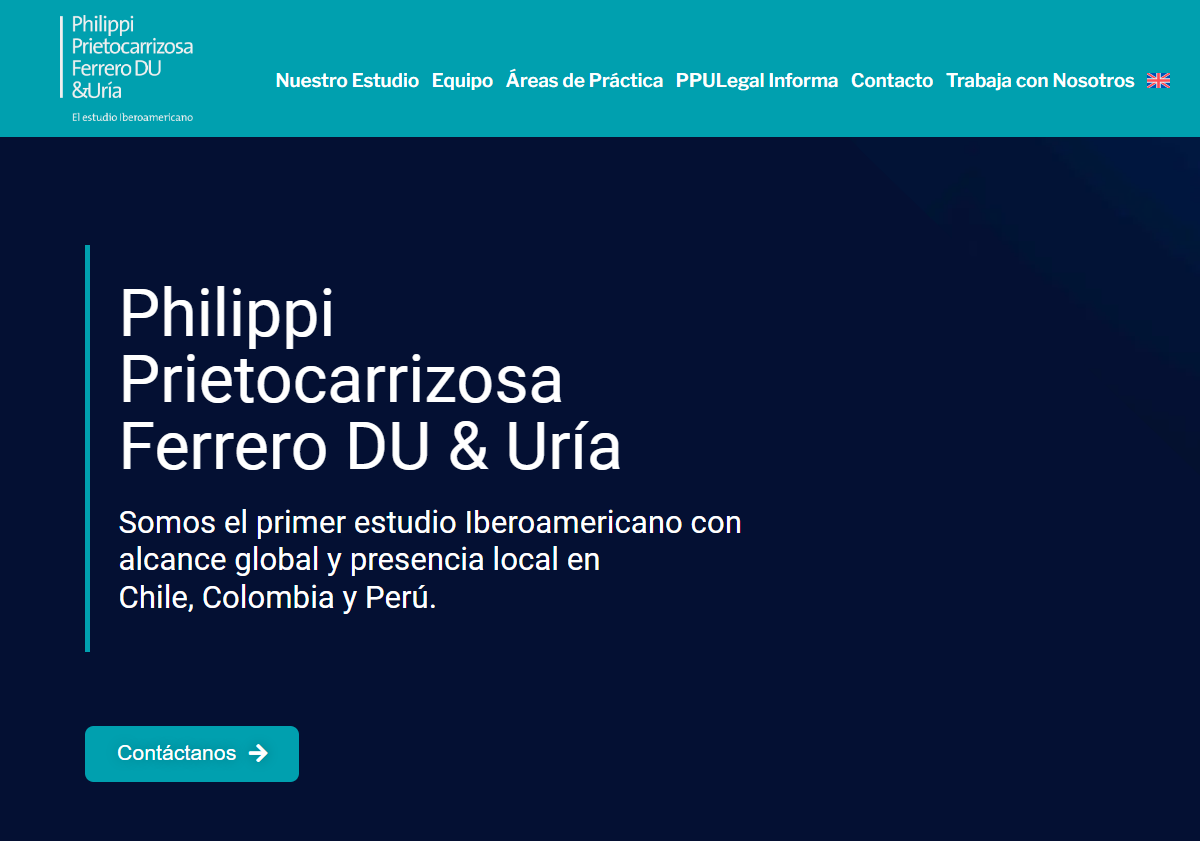 Philippi
Prietocarrizosa
Ferrero DU
&Uría
El estudio Iberoamericano
Nuestro Estudio Equipo Áreas de Práctica PPULegal Informa Contacto Trabaja con Nosotros
Philippi
Prietocarrizosa
Ferrero DU & Uría
Somos el primer estudio Iberoamericano con
alcance global y presencia local en
Chile, Colombia y Perú.
Contáctanos